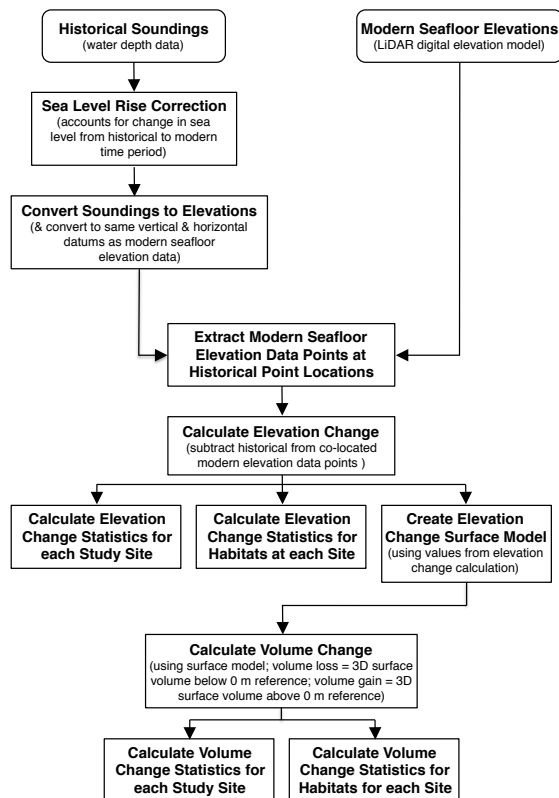 Historical Soundings
(water depth data)
Modern Seafloor Elevations
(LiDAR digital elevation model)
Sea Level Rise Correction
(accounts for change in sea
level from historical to modern
time period)
Convert Soundings to Elevations
(& convert to same vertical & horizontal
datums as modern seafloor
elevation data)
Extract Modern Seafloor
Elevation Data Points at
Historical Point Locations
Calculate Elevation Change
(subtract historical from co-located
modern elevation data points )
Calculate Elevation
Change Statistics for
each Study Site
Calculate Elevation
Change Statistics for
Habitats at each Site
Create Elevation
Change Surface Model
(using values from elevation
change calculation)
Calculate Volume Change
(using surface model; volume loss = 3D surface
volume below 0 m reference; volume gain = 3D
surface volume above 0 m reference)
Calculate Volume
Change Statistics for
each Study Site
Calculate Volume
Change Statistics for
Habitats for each Site